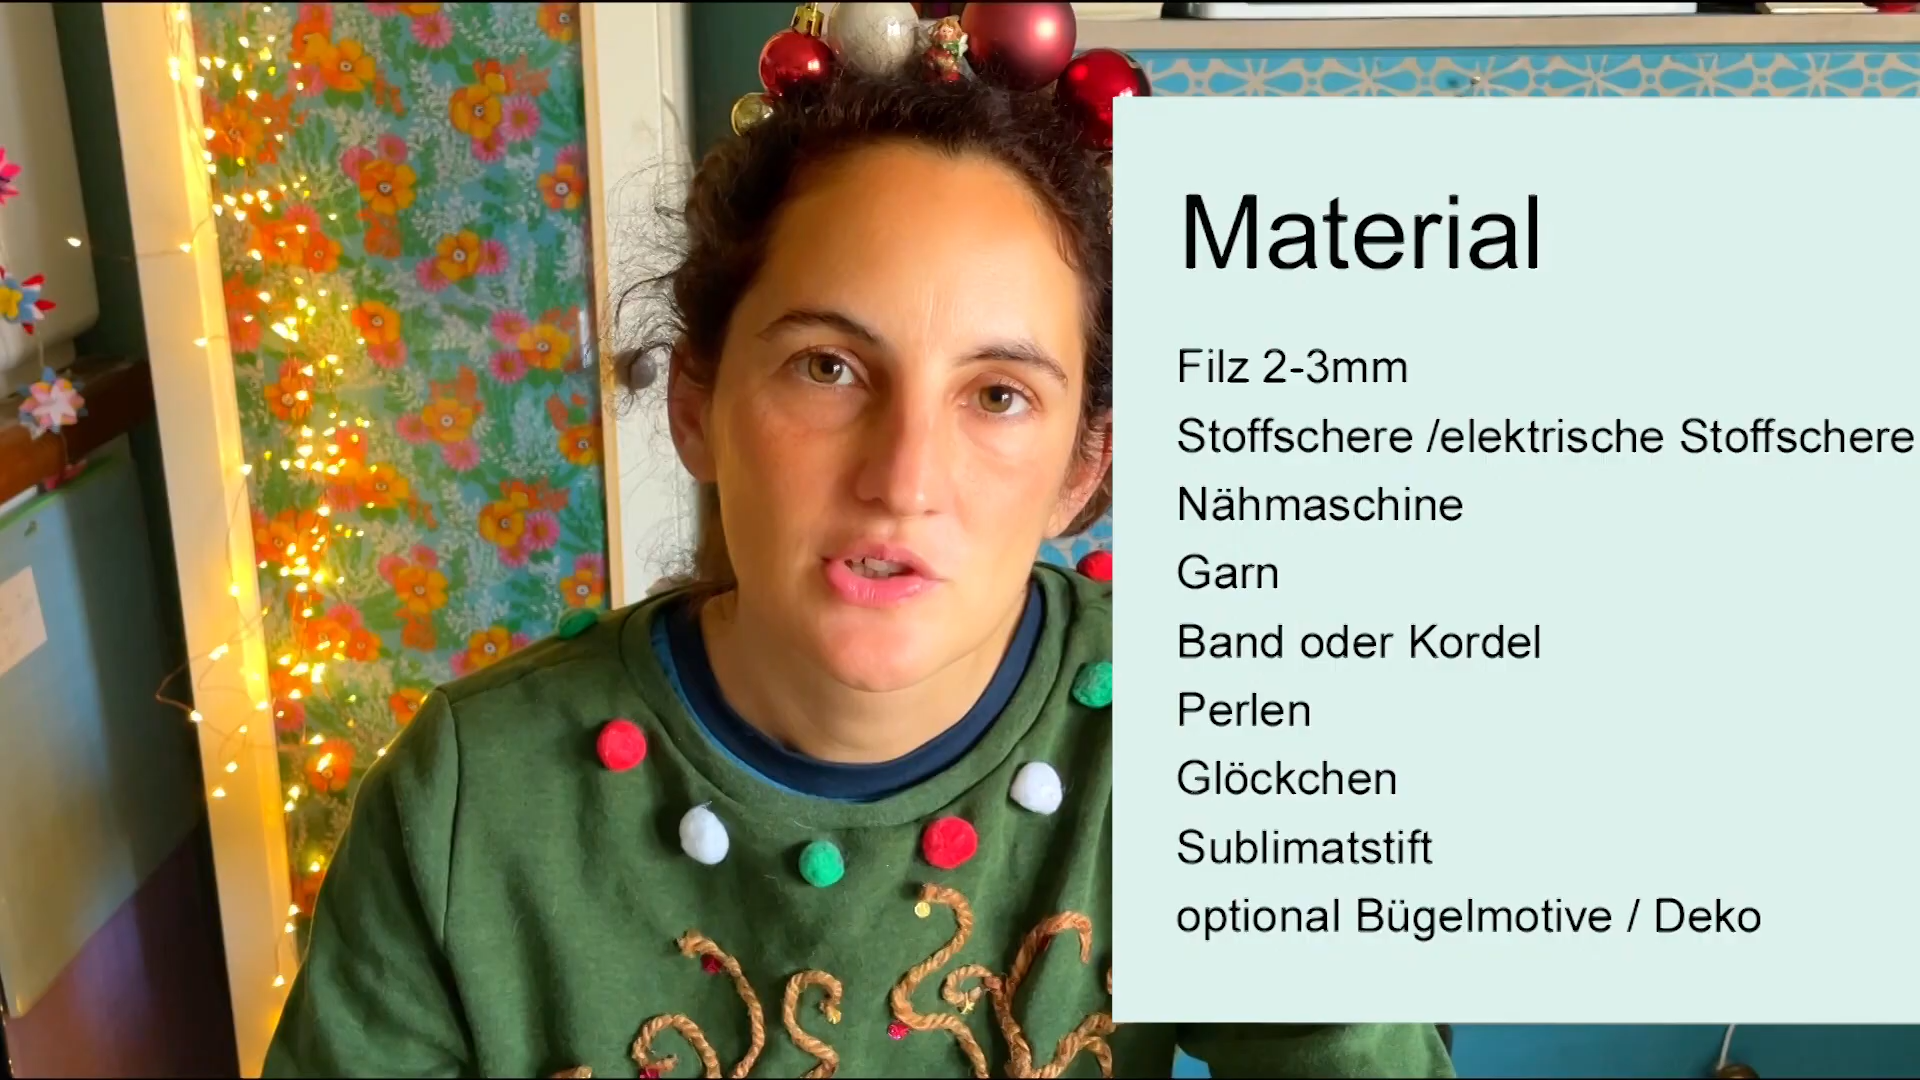 Material
Filz 2-3mm
Stoffschere /elektrische Stoffschere
Nähmaschine
Garn
Band oder Kordel
Perlen
Glöckchen
Sublimatstift
optional Bügelmotive / Deko